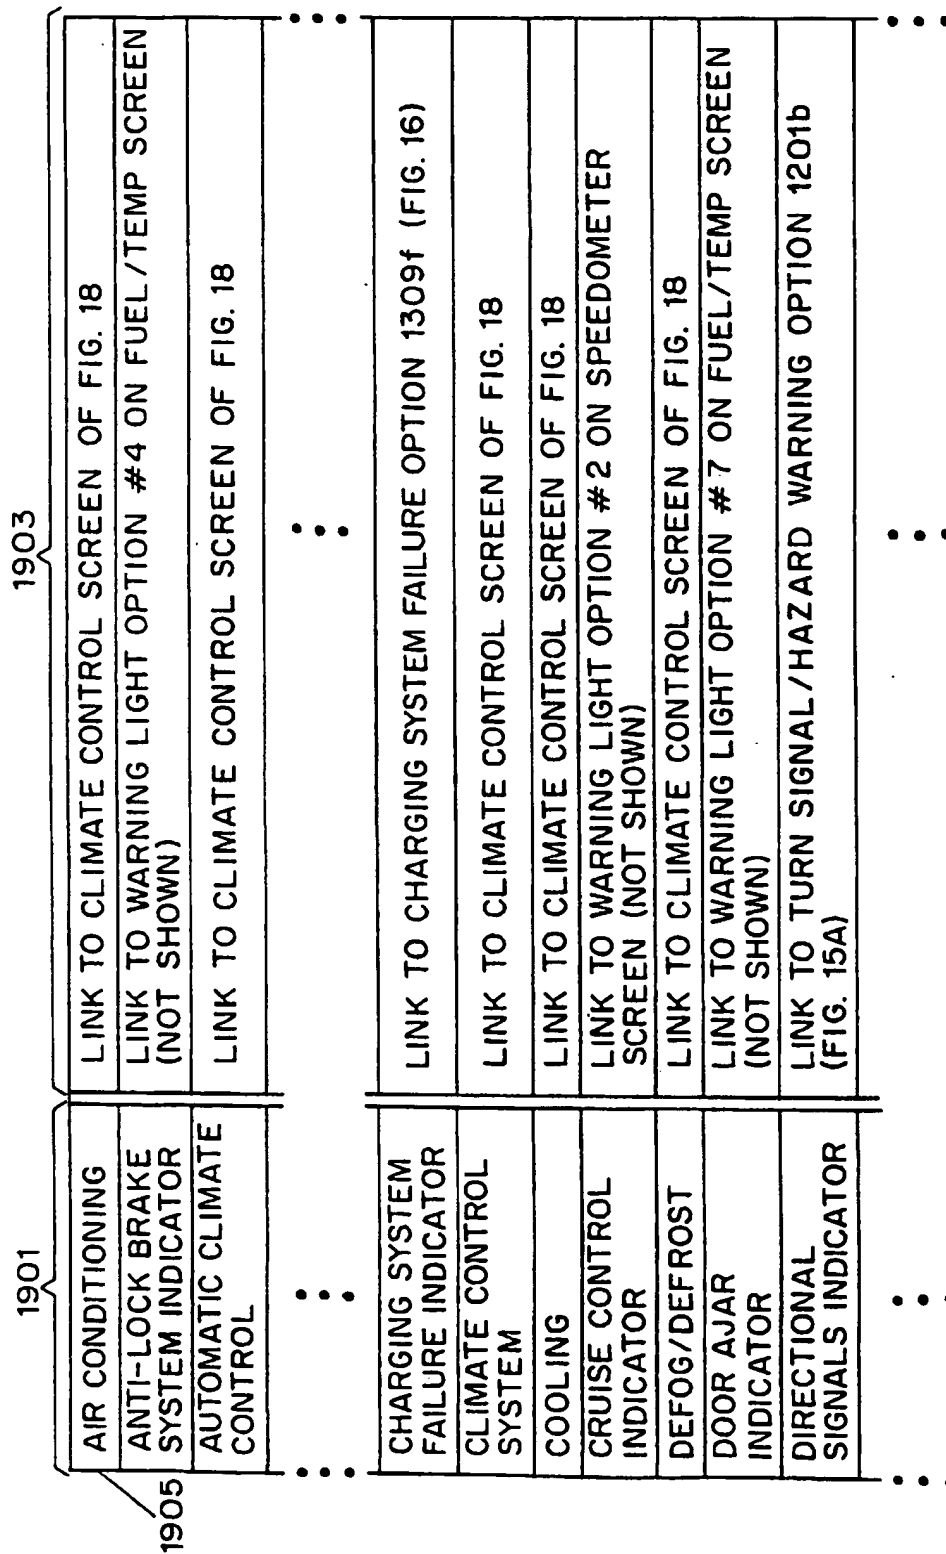 1901
1903
1905
AIR CONDITIONING
LINK TO CLIMATE CONTROL SCREEN OF FIG. 18
ANTI-LOCK BRAKE
SYSTEM INDICATOR
LINK TO WARNING LIGHT OPTION #4 ON FUEL/TEMP SCREEN
(NOT SHOWN)
AUTOMATIC CLIMATE
CONTROL
LINK TO CLIMATE CONTROL SCREEN OF FIG. 18
CHARGING SYSTEM
FAILURE INDICATOR
LINK TO CHARGING SYSTEM FAILURE OPTION 1309f (FIG. 16)
CLIMATE CONTROL
SYSTEM
LINK TO CLIMATE CONTROL SCREEN OF FIG. 18
COOLING
LINK TO CLIMATE CONTROL SCREEN OF FIG. 18
CRUISE CONTROL
INDICATOR
LINK TO WARNING LIGHT OPTION #2 ON SPEEDOMETER
SCREEN (NOT SHOWN)
DEFOG/DEFROST
LINK TO CLIMATE CONTROL SCREEN OF FIG. 18
DOOR AJAR
INDICATOR
LINK TO WARNING LIGHT OPTION #7 ON FUEL/TEMP SCREEN
(NOT SHOWN)
DIRECTIONAL
SIGNALS INDICATOR
LINK TO TURN SIGNAL/HAZARD WARNING OPTION 1201b
(FIG. 15A)